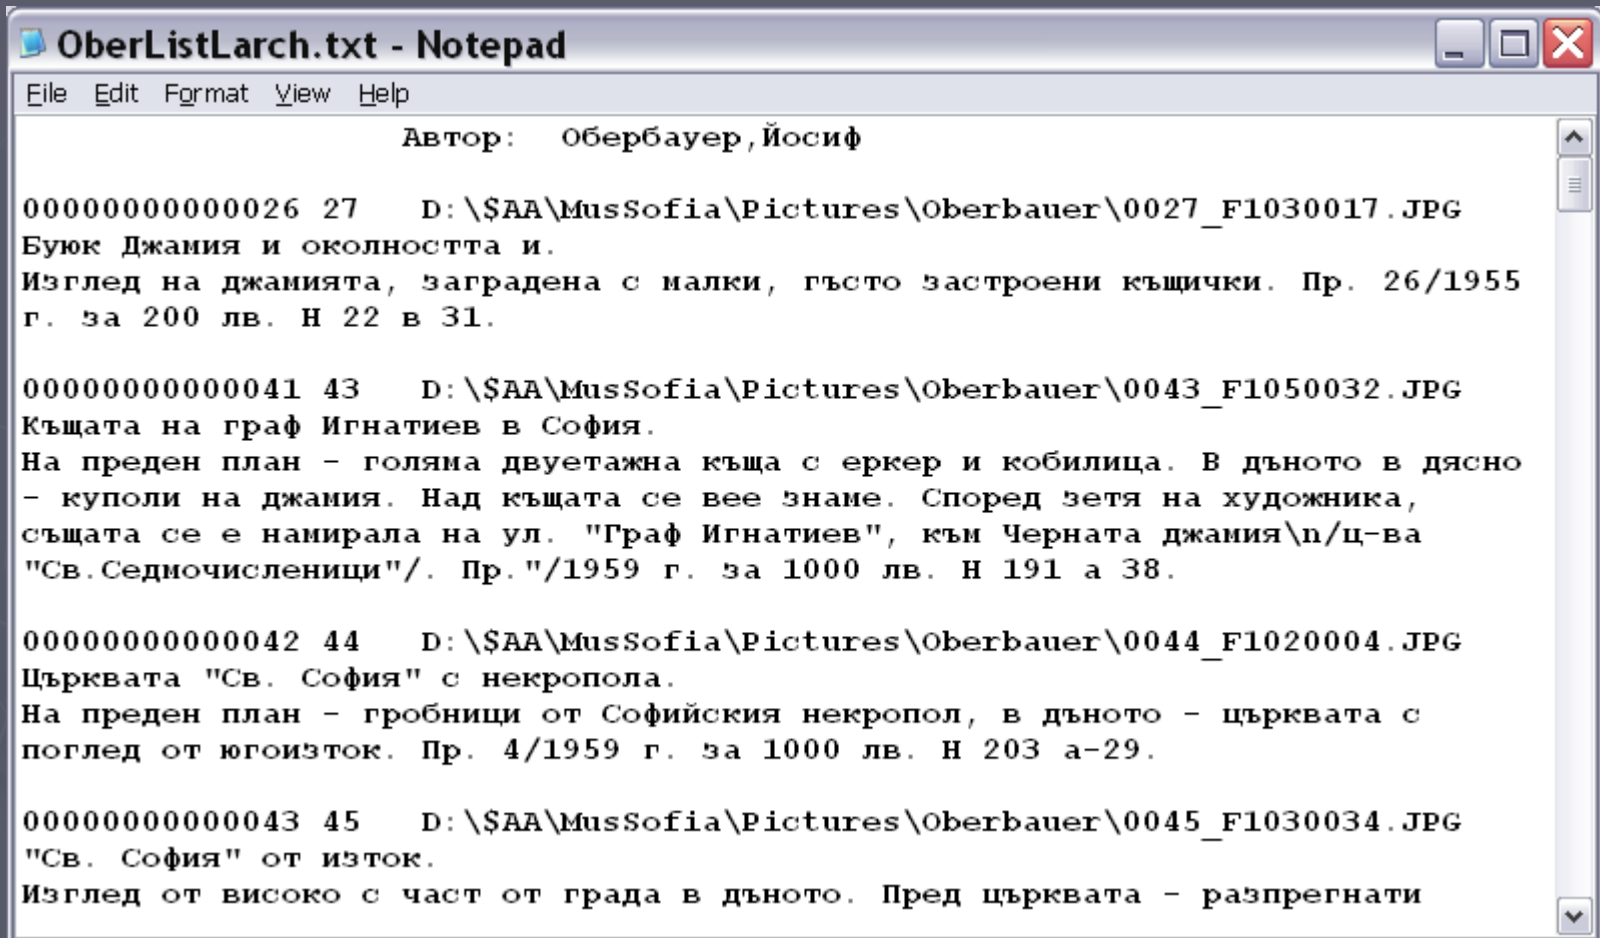 OberListLarch.txt - Notepad
File Edit Format View Help
Автор: Обербауер,Йосиф
00000000000026 27 D:\$AA\MusSofia\Pictures\Oberbauer\0027_F1030017.JPG
Буюк Джамия и околността и.
Изглед на джамията, заградена с малки, гъсто застроени къщички. Пр. 26/1955
г. за 200 лв. Н 22 в 31.
00000000000041 43 D:\$AA\MusSofia\Pictures\Oberbauer\0043_F1050032.JPG
Къщата на граф Игнатиев в София.
На преден план - голяма двуетажна къща с еркер и кобилица. В дъното в дясно
- куполи на джамия. Над къщата се вее знаме. Според зетя на художника,
същата се е намирала на ул. "Граф Игнатиев", към Черната джамия\n/ц-ва
"Св.Седмочисленици"/. Пр."/1959 г. за 1000 лв. Н 191 а 38.
00000000000042 44 D:\$AA\MusSofia\Pictures\Oberbauer\0044_F1020004.JPG
Църквата "Св. София" с некропола.
На преден план - гробници от Софийския некропол, в дъното - църквата с
поглед от югоизток. Пр. 4/1959 г. за 1000 лв. Н 203 а-29.
00000000000043 45 D:\$AA\MusSofia\Pictures\Oberbauer\0045_F1030034.JPG
"Св. София" от изток.
Изглед от високо с част от града в дъното. Пред църквата - разпрегнати